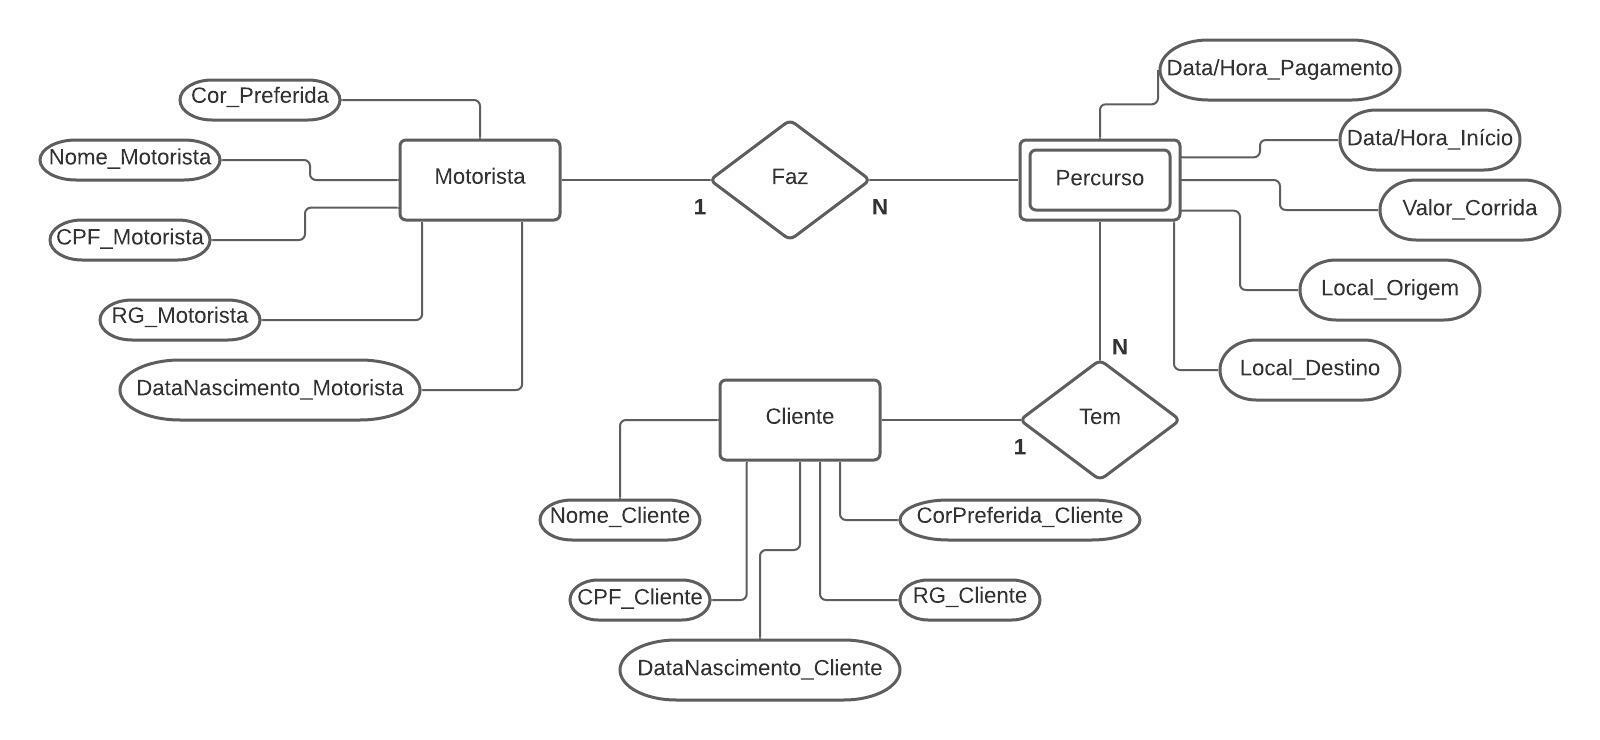 Data/Hora_Pagamento
Cor_Preferida
Data/Hora_Início
Nome_Motorista
Motorista
Faz
Percurso
1
N
Valor_Corrida
CPF_Motorista
Local_Origem
RG_Motorista
N
Local_Destino
DataNascimento_Motorista
Cliente
Tem
1
Nome_Cliente
CorPreferida_Cliente
CPF_Cliente
RG_Cliente
DataNascimento_Cliente